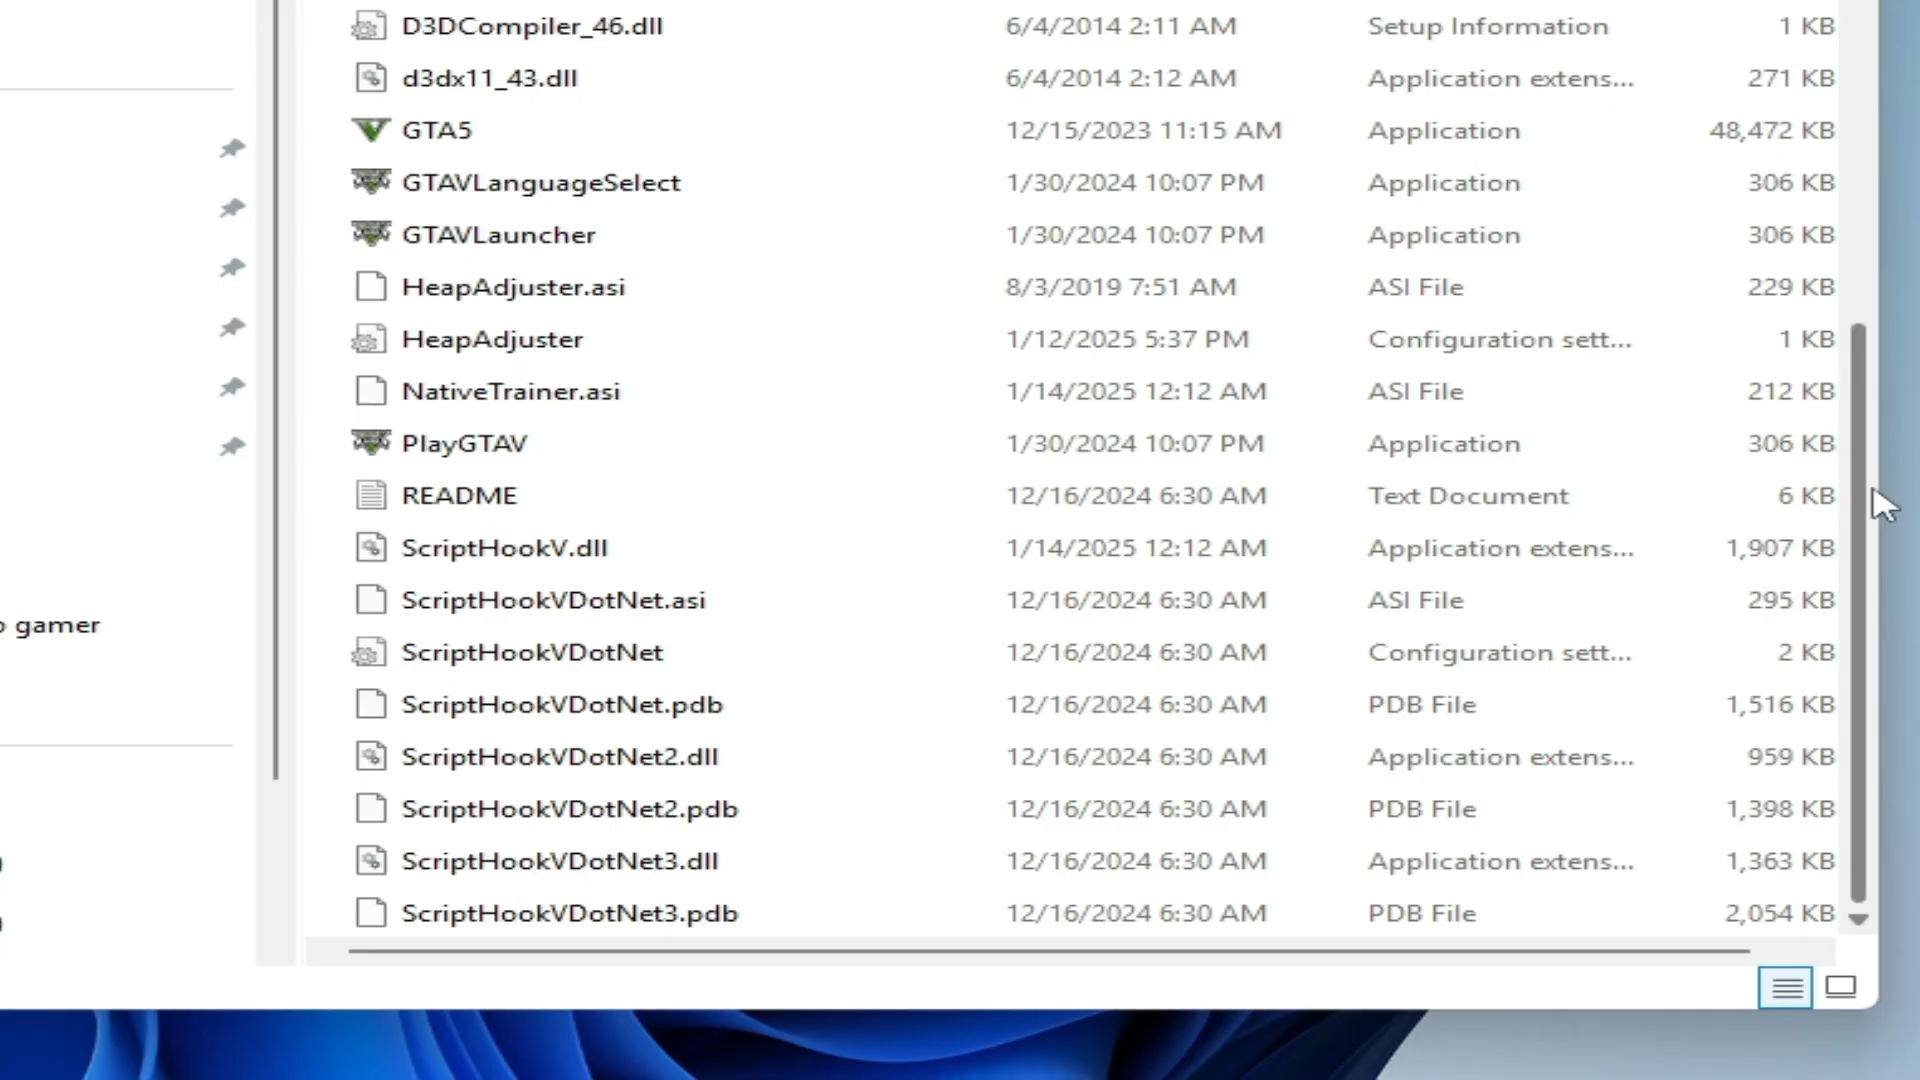 D3DCompiler_46.dll 6/4/2014 2:11 AM Setup Information 1 KB
d3dx11_43.dll 6/4/2014 2:12 AM Application extens... 271 KB
GTA5 12/15/2023 11:15 AM Application 48,472 KB
GTAVLanguageSelect 1/30/2024 10:07 PM Application 306 KB
GTAVLauncher 1/30/2024 10:07 PM Application 306 KB
HeapAdjuster.asi 8/3/2019 7:51 AM ASI File 229 KB
HeapAdjuster 1/12/2025 5:37 PM Configuration sett... 1 KB
NativeTrainer.asi 1/14/2025 12:12 AM ASI File 212 KB
PlayGTAV 1/30/2024 10:07 PM Application 306 KB
README 12/16/2024 6:30 AM Text Document 6 KB
ScriptHookV.dll 1/14/2025 12:12 AM Application extens... 1,907 KB
ScriptHookVDotNet.asi 12/16/2024 6:30 AM ASI File 295 KB
gamer
ScriptHookVDotNet 12/16/2024 6:30 AM Configuration sett... 2 KB
ScriptHookVDotNet.pdb 12/16/2024 6:30 AM PDB File 1,516 KB
ScriptHookVDotNet2.dll 12/16/2024 6:30 AM Application extens... 959 KB
ScriptHookVDotNet2.pdb 12/16/2024 6:30 AM PDB File 1,398 KB
ScriptHookVDotNet3.dll 12/16/2024 6:30 AM Application extens... 1,363 KB
ScriptHookVDotNet3.pdb 12/16/2024 6:30 AM PDB File 2,054 KB